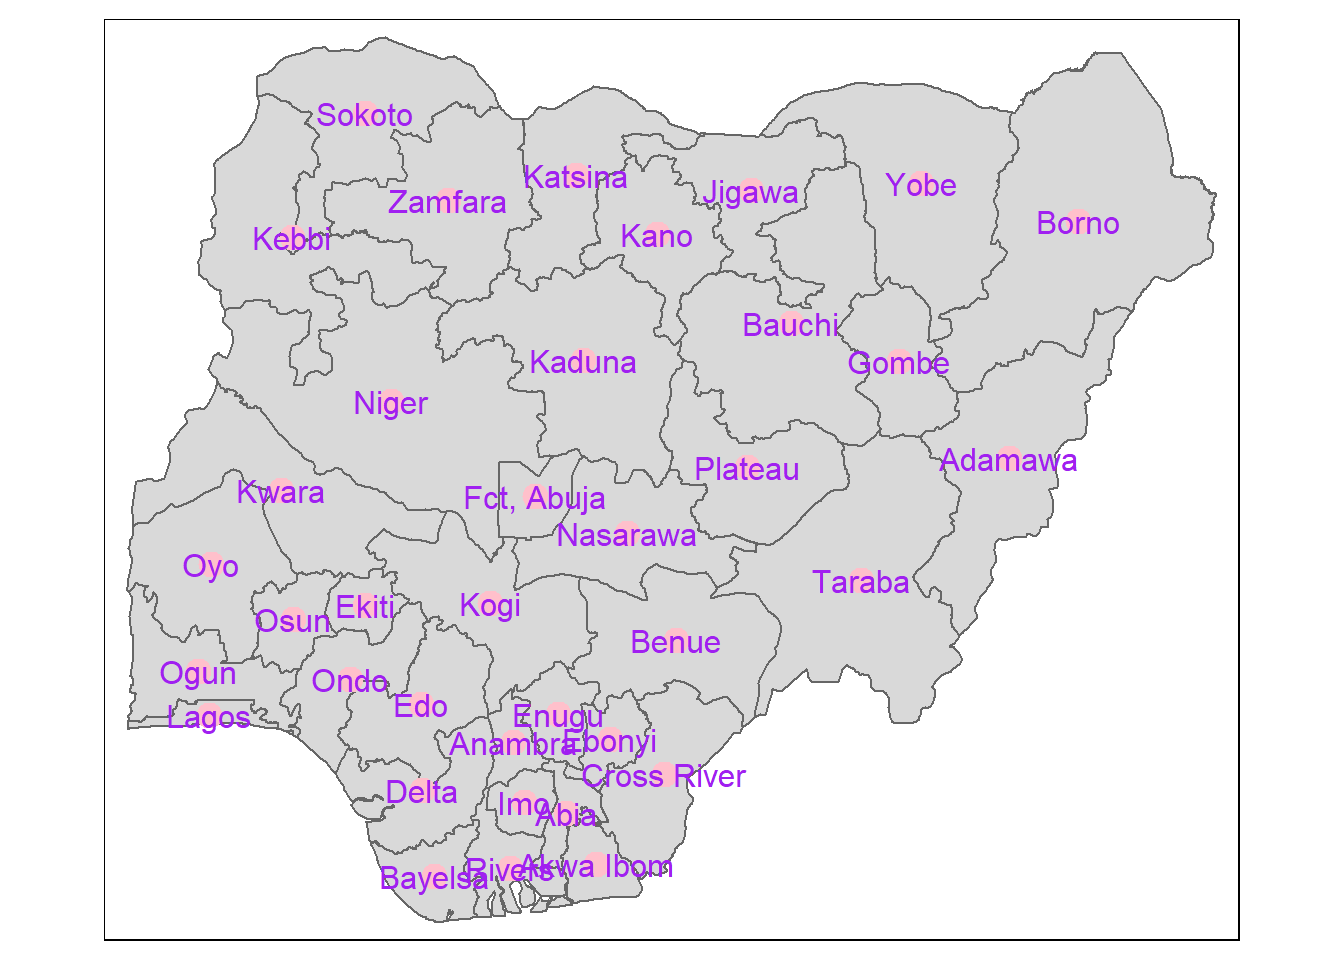 Sokoto
Katsina
Jigawa
Yobe
Zamfara
Borno
Kano
Kebbi
Bauchi
Kaduna
Gombe
Niger
Adamawa
Plateau
Kwara
Fct, Abuja
Nasarawa
Oyo
Taraba
Kogi
Ekiti
Osun
Benue
Ogun
Ondo
Edo
Lagos
Enugu
Ebonyi
Anambra
Cross River
Delta
Imo
Abia
Akwa Ibom
Rivers
Bayelsa